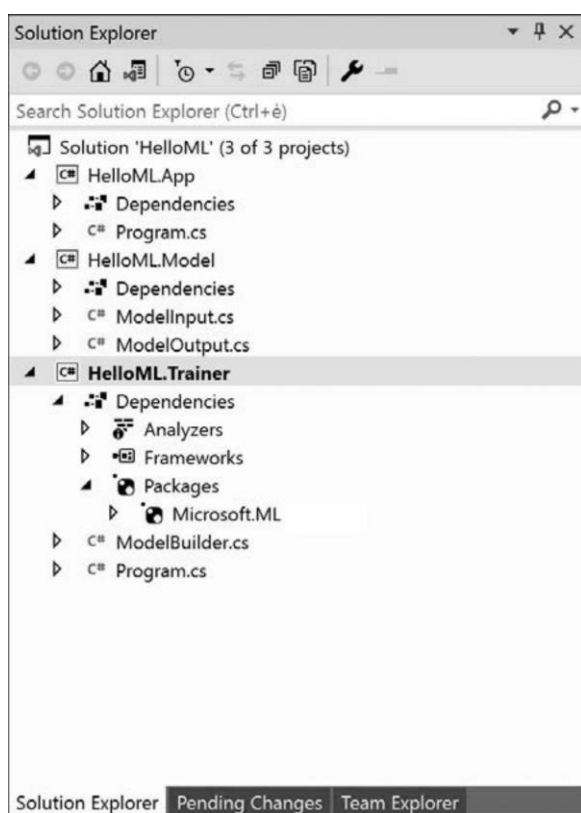 Solution Explorer
Search Solution Explorer (Ctrl+è)
Solution 'HelloML' (3 of 3 projects)
C# HelloML.App
Dependencies
C# Program.cs
C# HelloML.Model
Dependencies
C# ModelInput.cs
C# ModelOutput.cs
C# HelloML.Trainer
Dependencies
Analyzers
Frameworks
Packages
Microsoft.ML
C# ModelBuilder.cs
C# Program.cs
Solution Explorer Pending Changes Team Explorer